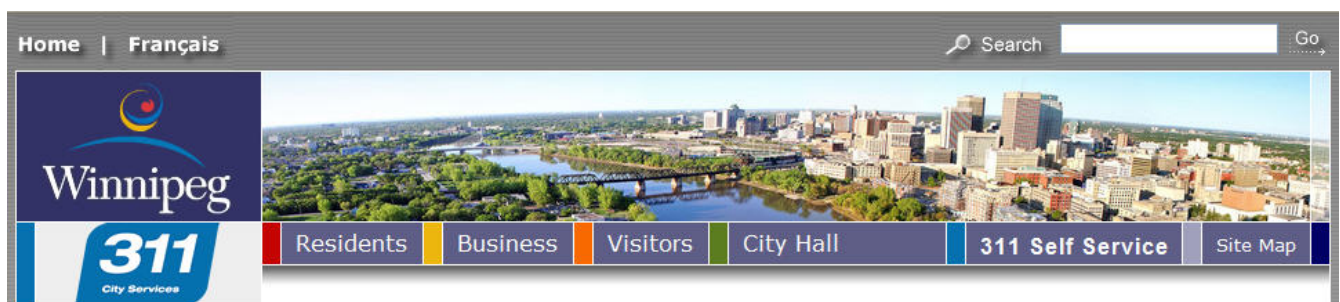 Home | Français
Search Go
Winnipeg
311
City Services
Residents Business Visitors City Hall 311 Self Service Site Map